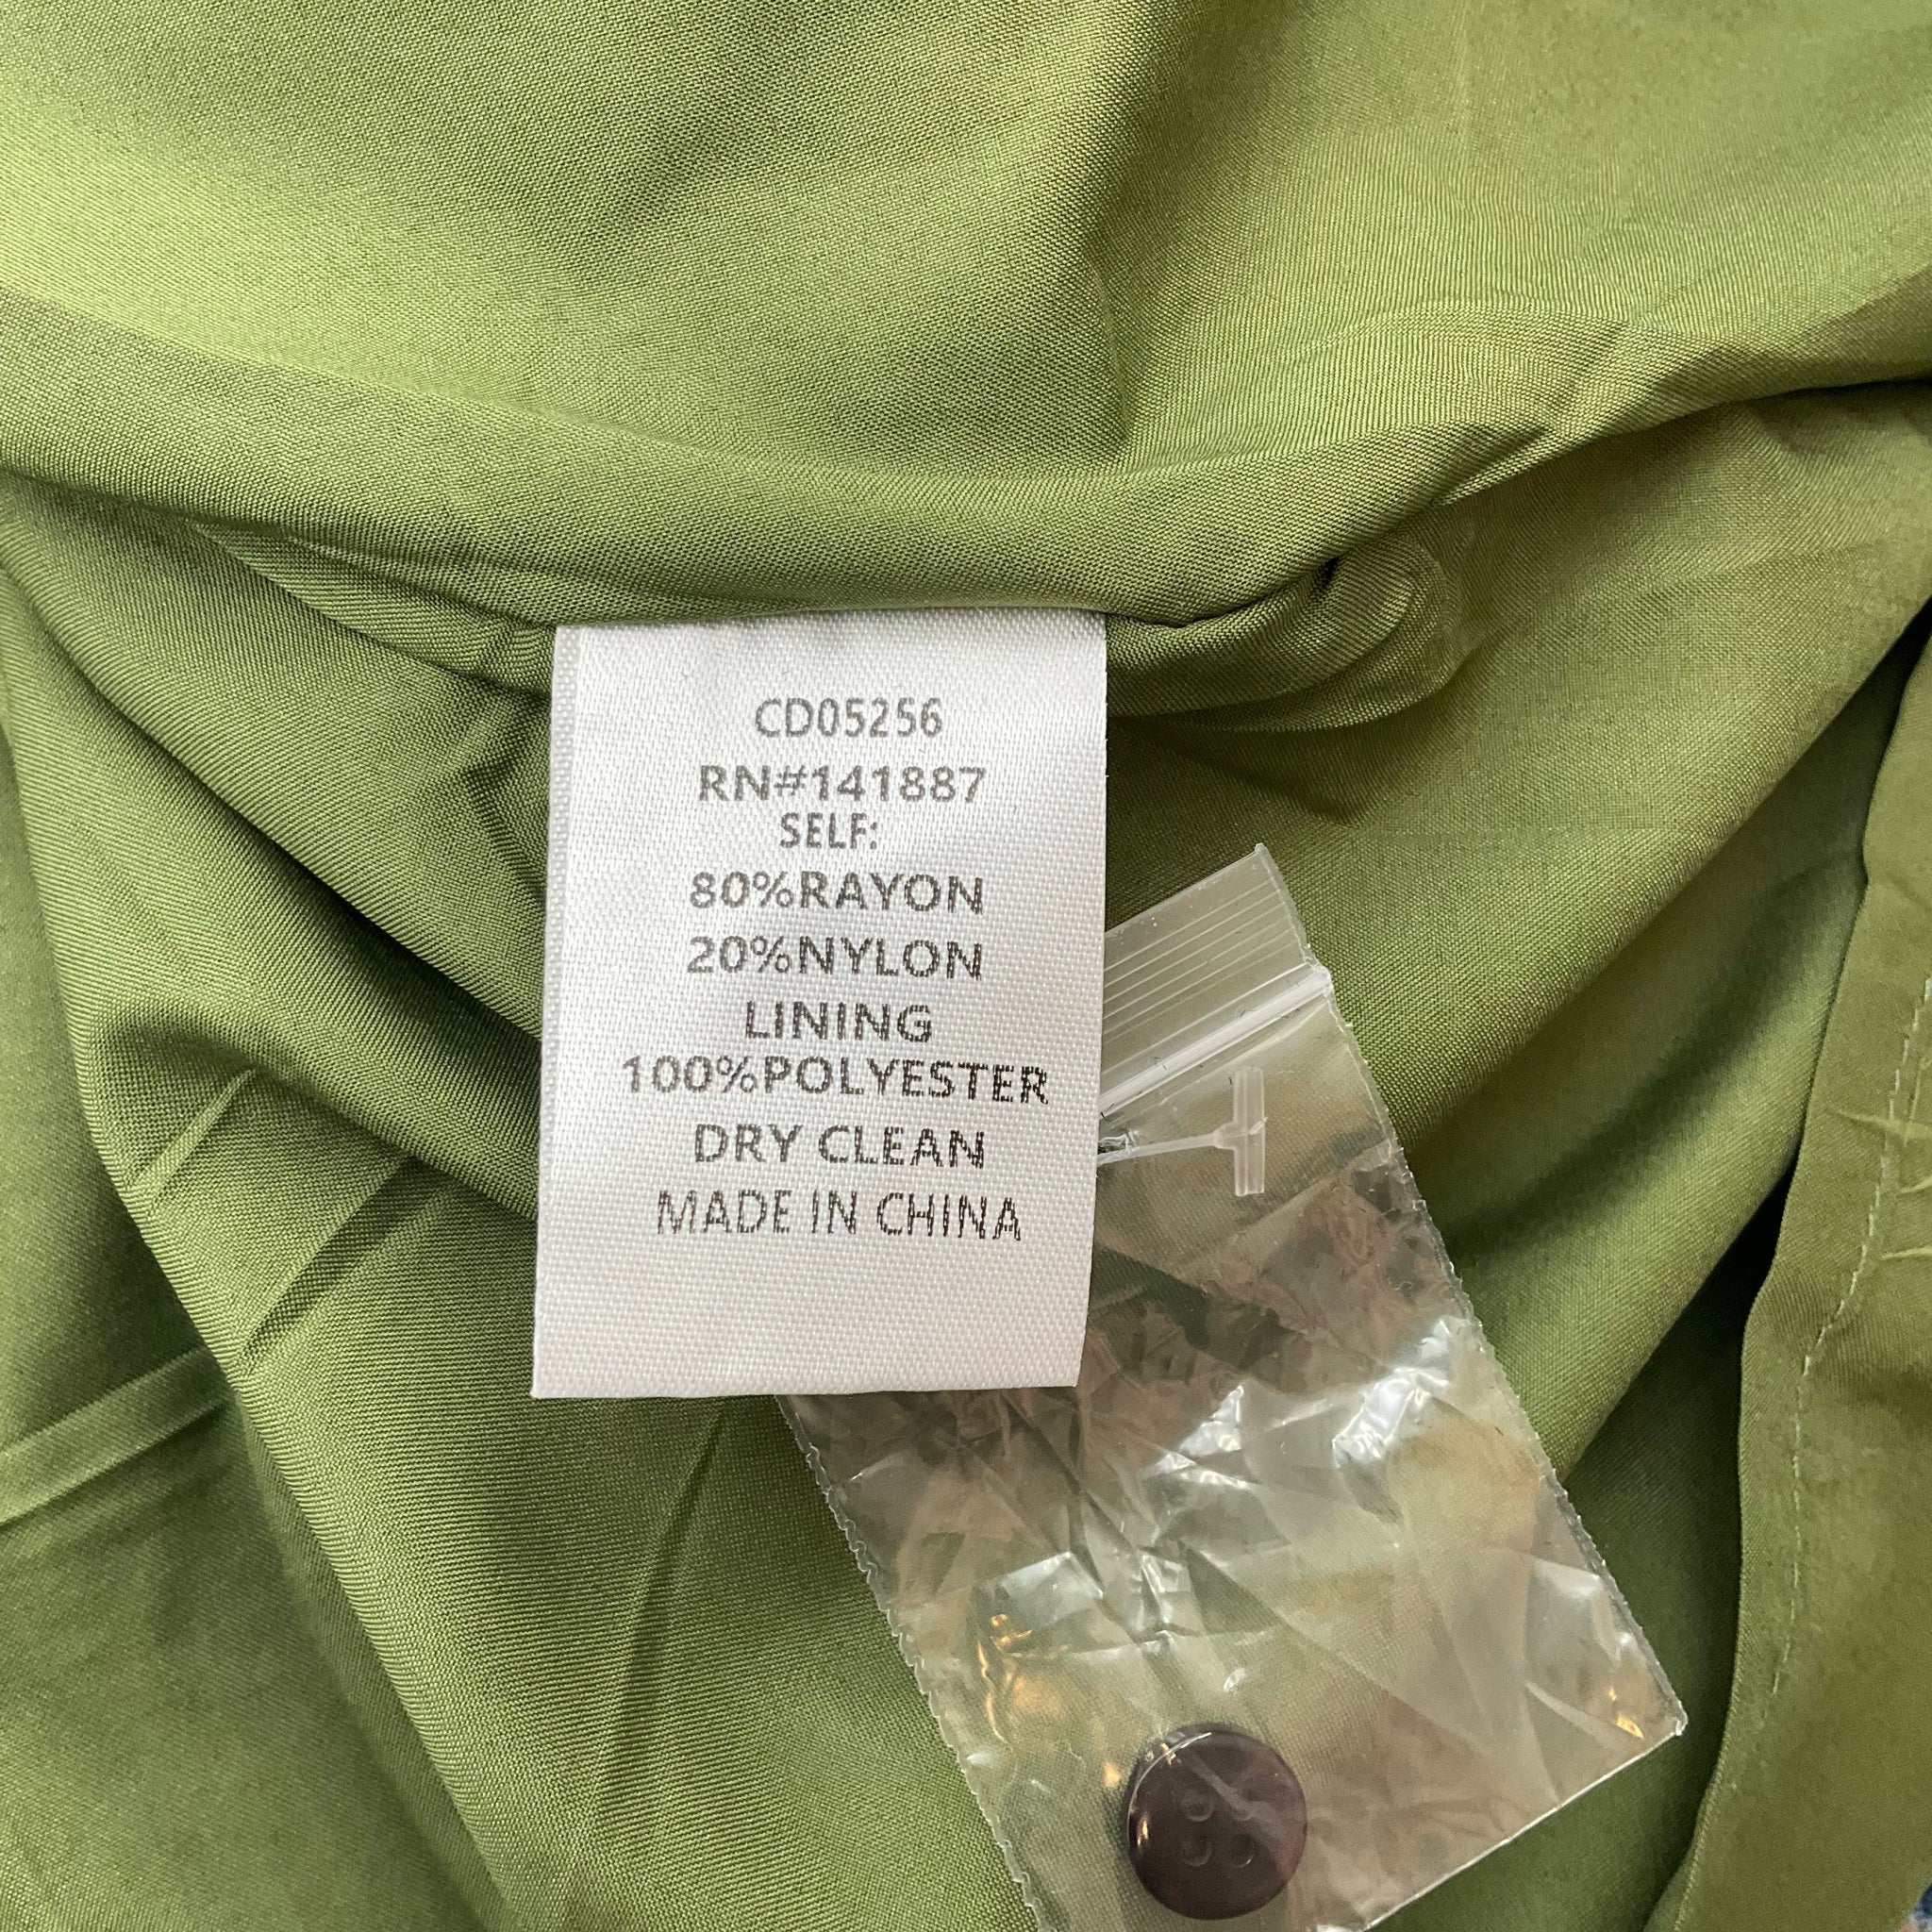 CD05256
RN#141887
SELF:
80%RAYON
20%NYLON
LINING
100%POLYESTER
DRY CLEAN
MADE IN CHINA